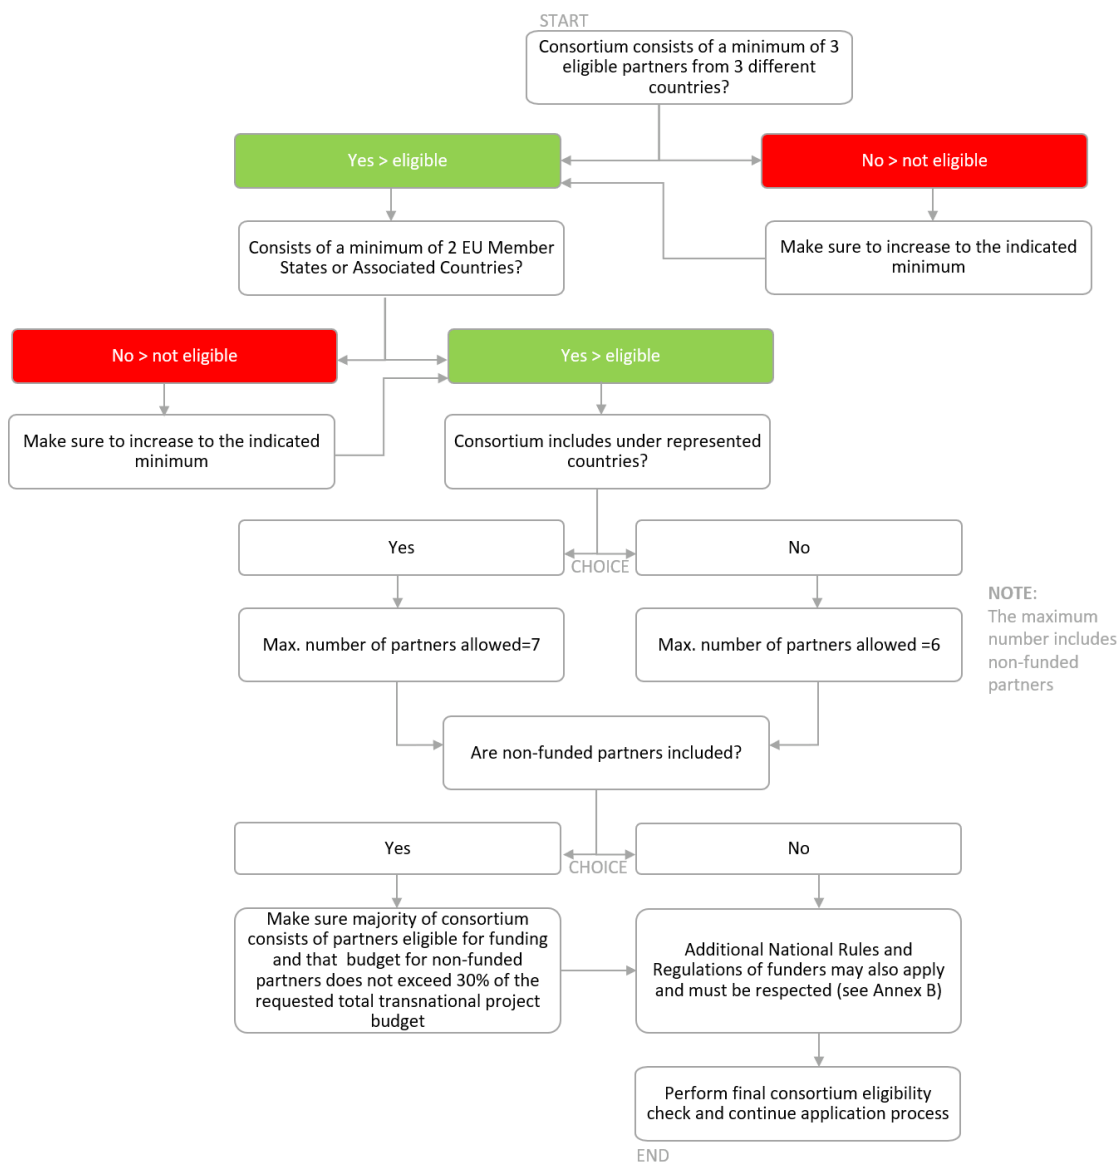 START
Consortium consists of a minimum of 3
eligible partners from 3 different
countries?
Yes > eligible
No > not eligible
Consists of a minimum of 2 EU Member
States or Associated Countries?
Make sure to increase to the indicated
minimum
No > not eligible
Yes > eligible
Make sure to increase to the indicated
minimum
Consortium includes under represented
countries?
Yes
No
CHOICE
Max. number of partners allowed=7
Max. number of partners allowed =6
NOTE:
The maximum
number includes
non-funded
partners
Are non-funded partners included?
Yes
No
CHOICE
Make sure majority of consortium
consists of partners eligible for funding
and that budget for non-funded
partners does not exceed 30% of the
requested total transnational project
budget
Additional National Rules and
Regulations of funders may also apply
and must be respected (see Annex B)
Perform final consortium eligibility
check and continue application process
END